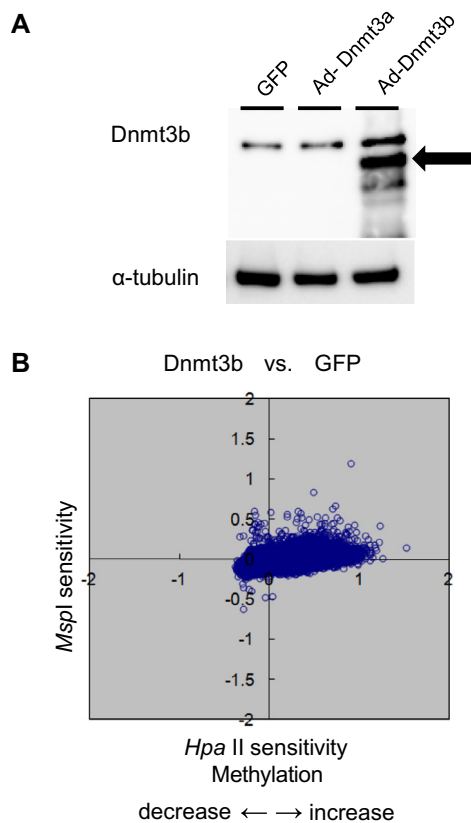 A
GFP
Ad- Dnmt3a
Ad-Dnmt3b
Dnmt3b
α-tubulin
B
Dnmt3b vs. GFP
2
1.5
1
0.5
0
-2 -1 0 1 2
-0.5
-1
-1.5
-2
MspI sensitivity
Hpa II sensitivity
Methylation
decrease ← → increase